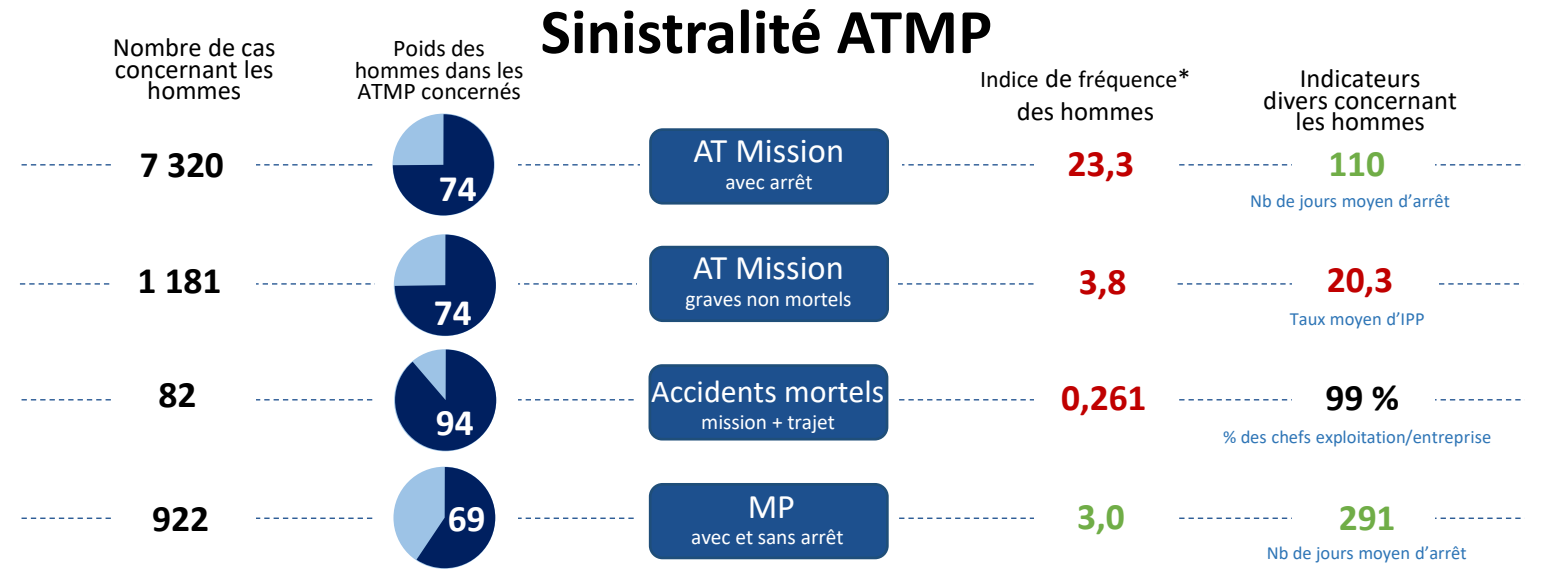 Sinistralité ATMP
Nombre de cas
concernant les
hommes
Poids des
hommes dans les
ATMP concernés
Indice de fréquence*
des hommes
Indicateurs
divers concernant
les hommes
7 320
74
AT Mission
avec arrêt
23,3
110
Nb de jours moyen d’arrêt
1 181
74
AT Mission
graves non mortels
3,8
20,3
Taux moyen d’IPP
82
94
Accidents mortels
mission + trajet
0,261
99 %
% des chefs exploitation/entreprise
922
69
MP
avec et sans arrêt
3,0
291
Nb de jours moyen d’arrêt